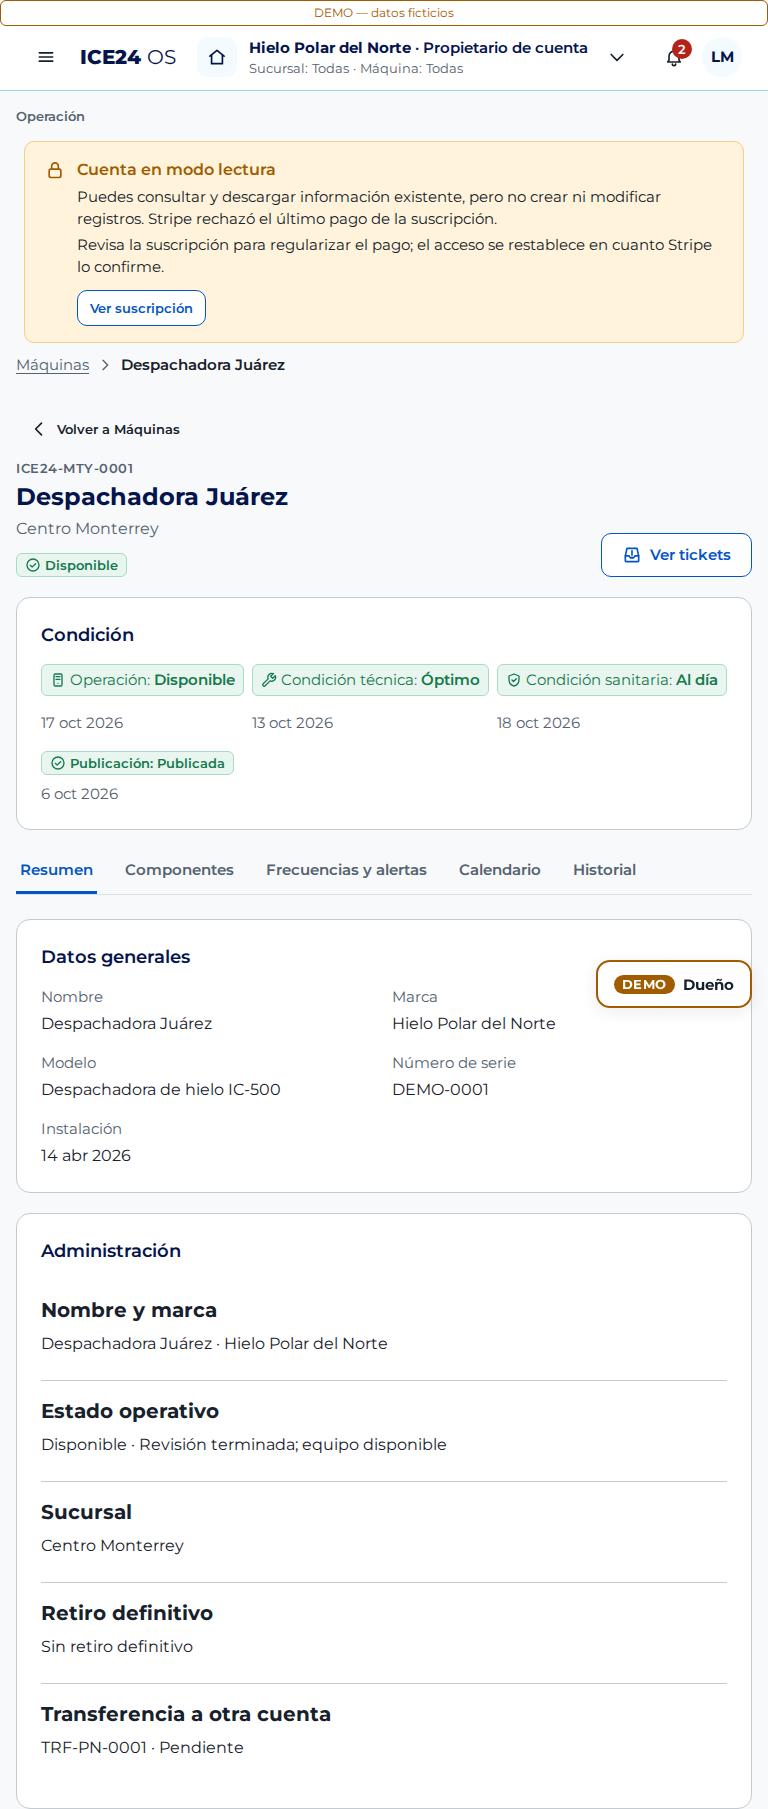 DEMO — datos ficticios
ICE24 OS
Hielo Polar del Norte · Propietario de cuenta
Sucursal: Todas · Máquina: Todas
2
LM
Operación
Cuenta en modo lectura
Puedes consultar y descargar información existente, pero no crear ni modificar
registros. Stripe rechazó el último pago de la suscripción.
Revisa la suscripción para regularizar el pago; el acceso se restablece en cuanto Stripe
lo confirme.
Ver suscripción
Máquinas
Despachadora Juárez
Volver a Máquinas
ICE24-MTY-0001
Despachadora Juárez
Centro Monterrey
Disponible
Ver tickets
Condición
Operación: Disponible
Condición técnica: Óptimo
Condición sanitaria: Al día
17 oct 2026
13 oct 2026
18 oct 2026
Publicación: Publicada
6 oct 2026
Resumen
Componentes
Frecuencias y alertas
Calendario
Historial
Datos generales
DEMO Dueño
Nombre
Despachadora Juárez
Marca
Hielo Polar del Norte
Modelo
Despachadora de hielo IC-500
Número de serie
DEMO-0001
Instalación
14 abr 2026
Administración
Nombre y marca
Despachadora Juárez · Hielo Polar del Norte
Estado operativo
Disponible · Revisión terminada; equipo disponible
Sucursal
Centro Monterrey
Retiro definitivo
Sin retiro definitivo
Transferencia a otra cuenta
TRF-PN-0001 · Pendiente